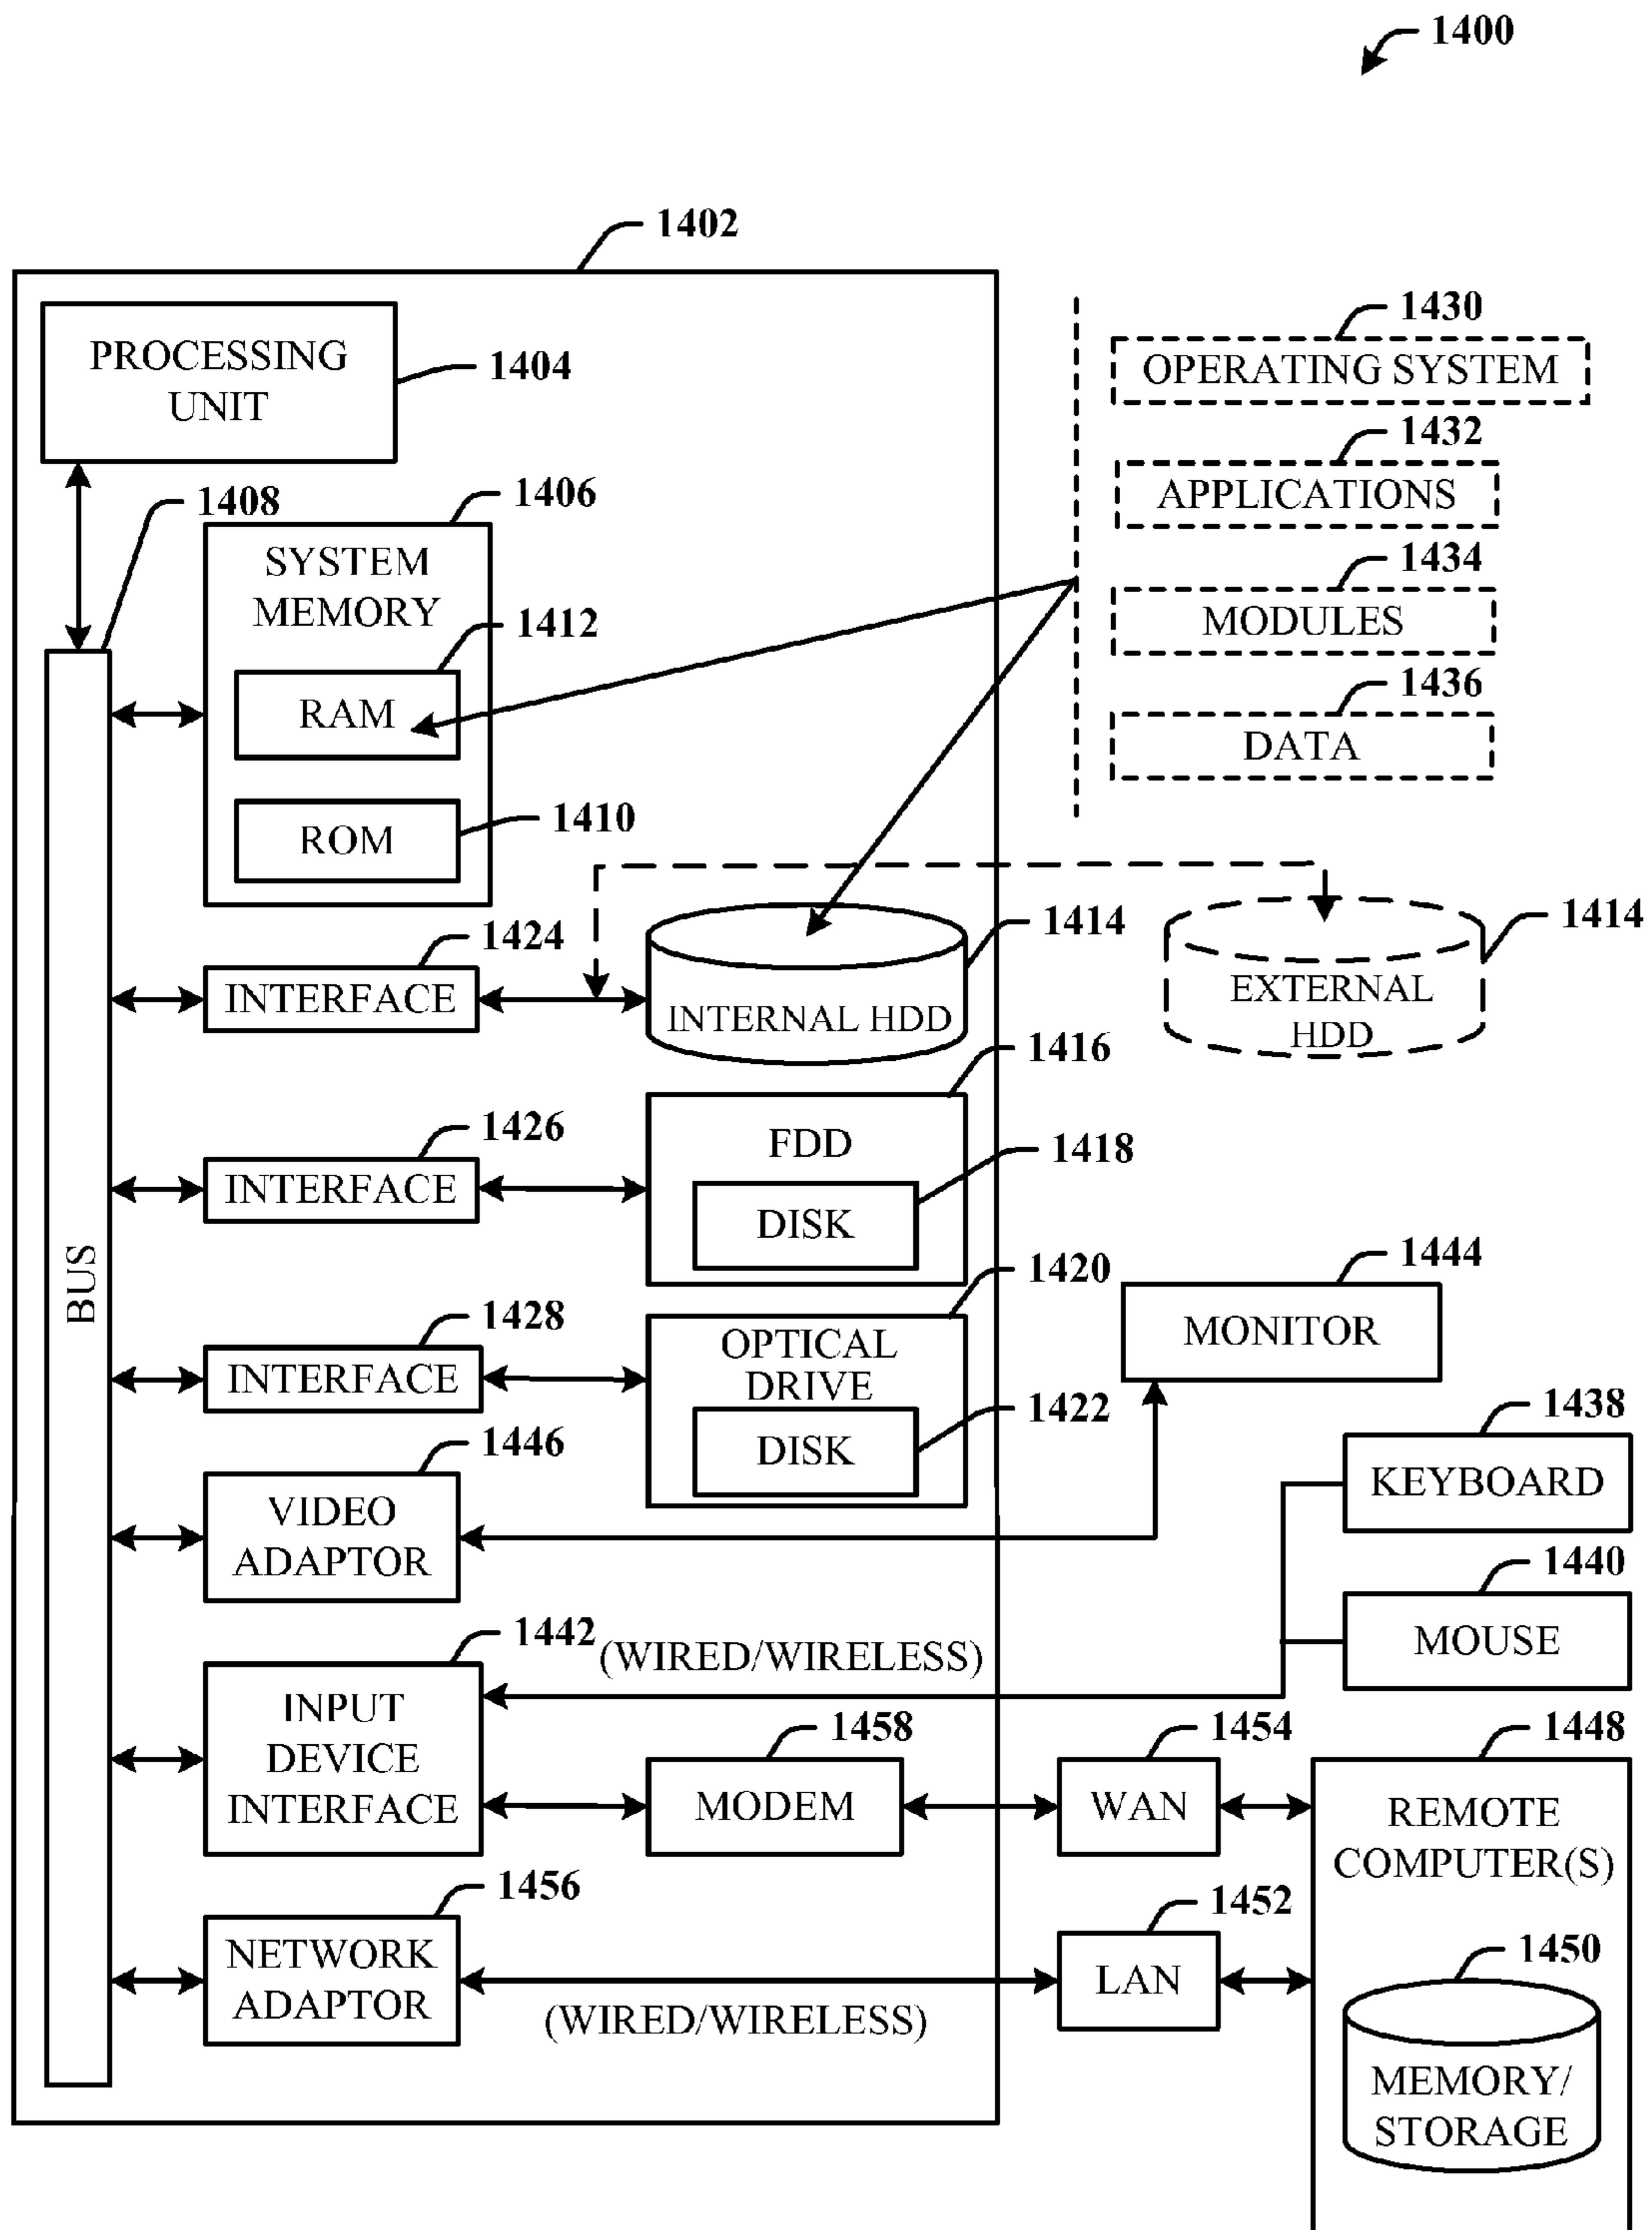 1400
1402
PROCESSING
UNIT
1404
1408
1406
SYSTEM
MEMORY
1412
RAM
ROM
1410
1430
OPERATING SYSTEM
1432
APPLICATIONS
1434
MODULES
1436
DATA
1424
INTERFACE
INTERNAL HDD
1414
EXTERNAL
HDD
1414
1426
INTERFACE
1416
FDD
1418
DISK
BUS
1428
INTERFACE
1420
OPTICAL
DRIVE
1422
DISK
1444
MONITOR
1446
VIDEO
ADAPTOR
1438
KEYBOARD
1440
MOUSE
1442
(WIRED/WIRELESS)
INPUT
DEVICE
INTERFACE
1458
MODEM
1454
WAN
1448
REMOTE
COMPUTER(S)
1456
NETWORK
ADAPTOR
(WIRED/WIRELESS)
1452
LAN
1450
MEMORY/
STORAGE